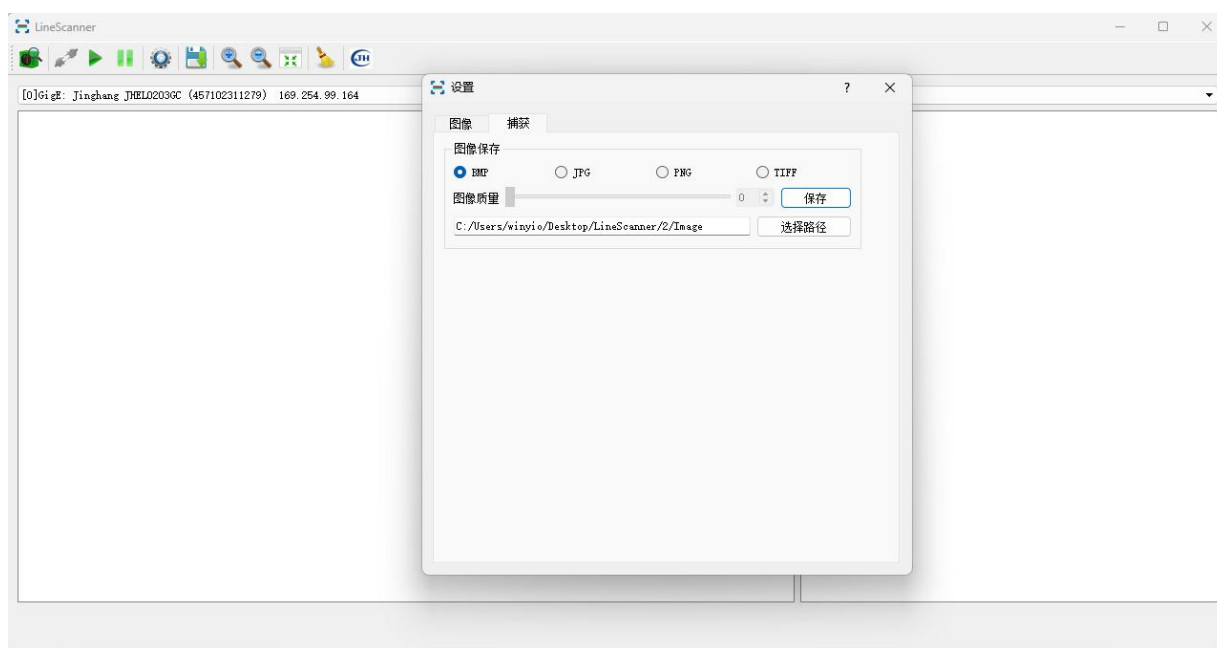 LineScanner
JH
[0]GigE: Jinghang JHEL0203GC (457102311279) 169.254.99.164
设置
?
图像 捕获
图像保存
BMP JPG PNG TIFF
图像质量 0 保存
C:/Users/winyio/Desktop/LineScanner/2/Image 选择路径